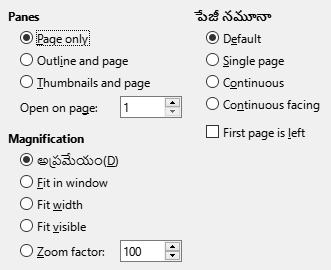 Panes
Page only
Outline and page
Thumbnails and page
Open on page: 1
Magnification
అప్రమేయం(D)
Fit in window
Fit width
Fit visible
Zoom factor: 100
పేజీ నమూనా
Default
Single page
Continuous
Continuous facing
First page is left